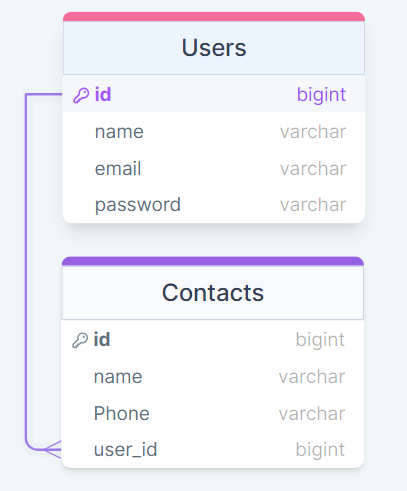 Users
id bigint
name varchar
email varchar
password varchar
Contacts
id bigint
name varchar
Phone varchar
user_id bigint